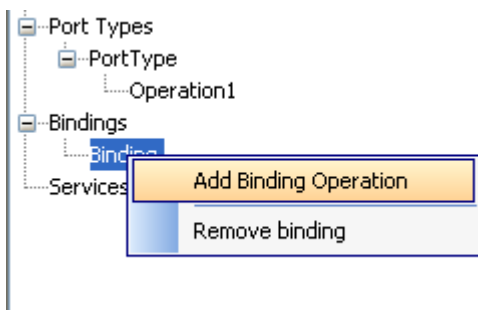 Port Types
PortType
Operation1
Bindings
Binding
Services
Add Binding Operation
Remove binding